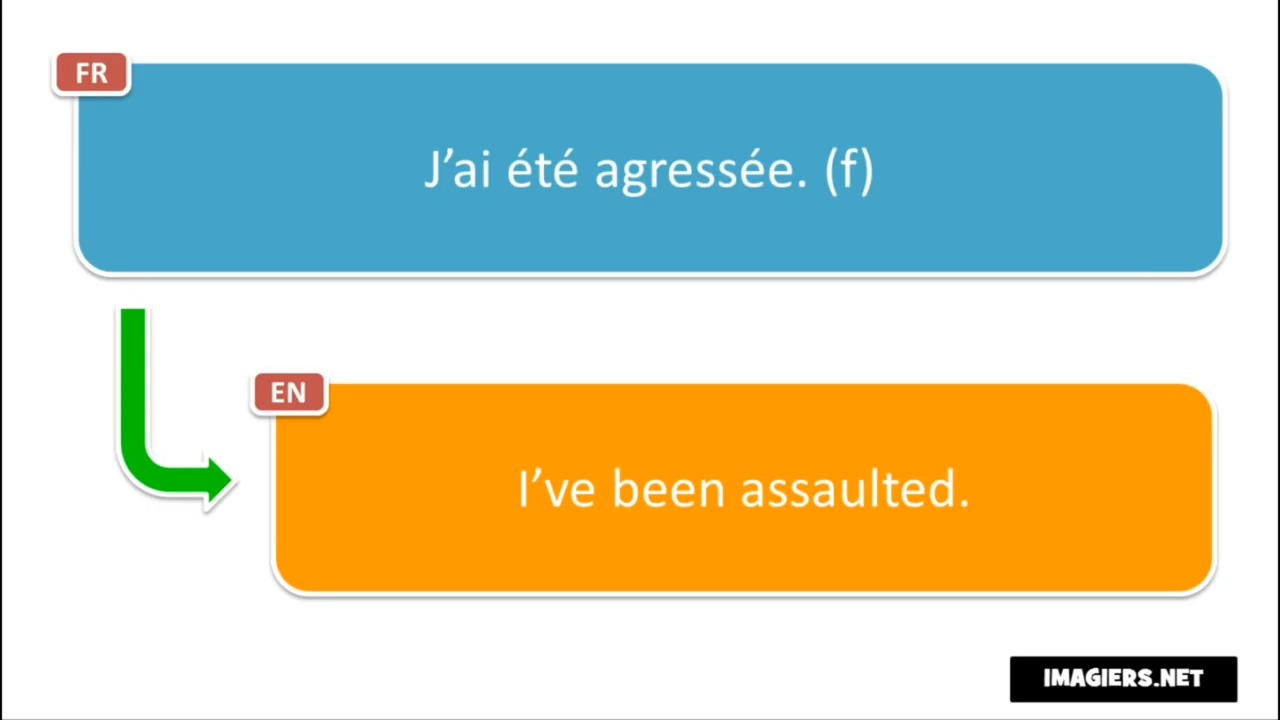 FR
J’ai été agressée. (f)
EN
I’ve been assaulted.
IMAGIERS.NET